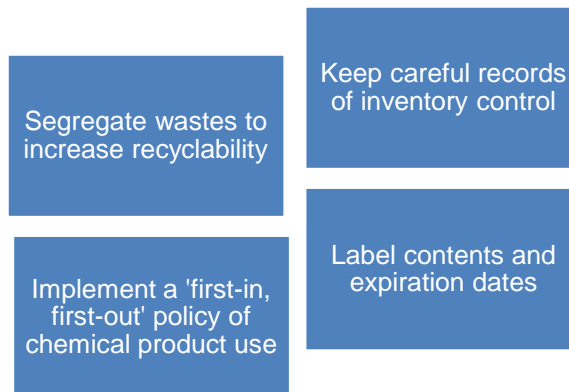 Segregate wastes to
increase recyclability
Keep careful records
of inventory control
Implement a 'first-in,
first-out' policy of
chemical product use
Label contents and
expiration dates